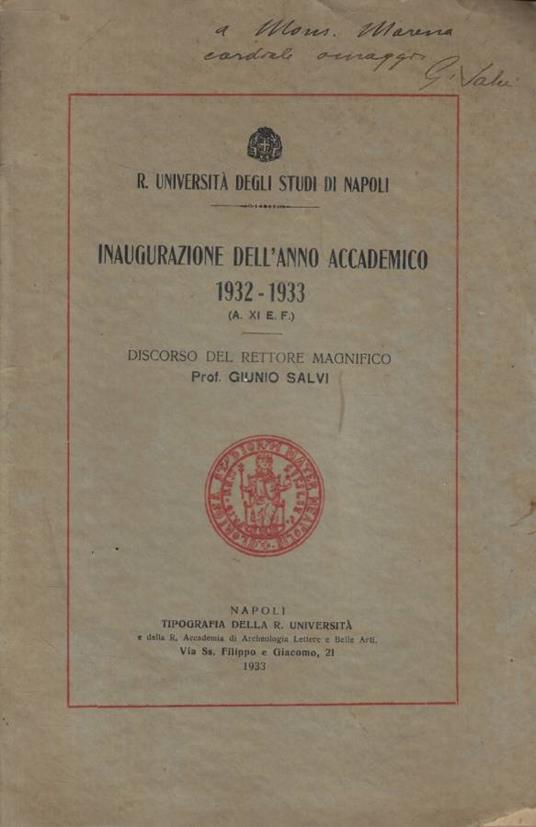 a Mons. Marena
cordiale omaggio
G. Salvi
R. UNIVERSITÀ DEGLI STUDI DI NAPOLI
INAUGURAZIONE DELL'ANNO ACCADEMICO
1932 - 1933
(A. XI E. F.)
DISCORSO DEL RETTORE MAGNIFICO
Prof. GIUNIO SALVI
NAPOLI
TIPOGRAFIA DELLA R. UNIVERSITÀ
e della R. Accademia di Archeologia Lettere e Belle Arti.
Via Ss. Filippo e Giacomo, 21
1933